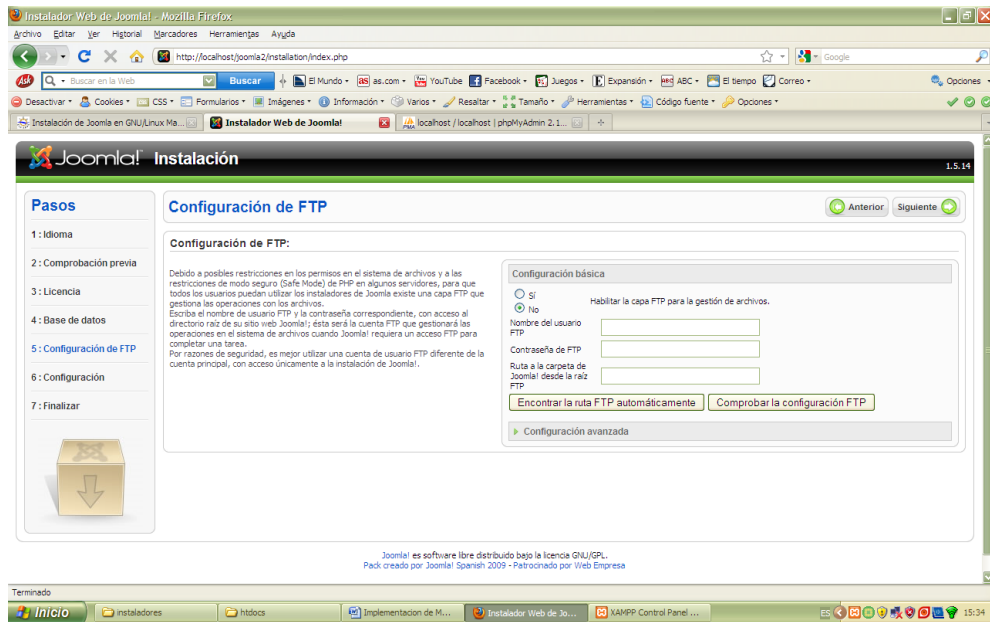 Instalador Web de Joomla! - Mozilla Firefox
Archivo Editar Ver Historial Marcadores Herramientas Ayuda
http://localhost/joomla2/installation/index.php
Google
Ask Buscar en la Web Buscar El Mundo as.com YouTube Facebook Juegos Expansión ABC El tiempo Correo Opciones
Desactivar Cookies CSS Formularios Imágenes Información Varios Resaltar Tamaño Herramientas Código fuente Opciones
Instalación de Joomla en GNU/Linux Ma... Instalador Web de Joomla! localhost / localhost | phpMyAdmin 2.1...
Joomla! Instalación
1.5.14
Pasos
1 : Idioma
2 : Comprobación previa
3 : Licencia
4 : Base de datos
5 : Configuración de FTP
6 : Configuración
7 : Finalizar
Configuración de FTP
Anterior Siguiente
Configuración de FTP:
Debido a posibles restricciones en los permisos en el sistema de archivos y a las
restricciones de modo seguro (Safe Mode) de PHP en algunos servidores, para que
todos los usuarios puedan utilizar los instaladores de Joomla existe una capa FTP que
gestiona las operaciones con los archivos.
Escriba el nombre de usuario FTP y la contraseña correspondiente, con acceso al
directorio raíz de su sitio web Joomla!; ésta será la cuenta FTP que gestionará las
operaciones en el sistema de archivos cuando Joomla! requiera un acceso FTP para
completar una tarea.
Por razones de seguridad, es mejor utilizar una cuenta de usuario FTP diferente de la
cuenta principal, con acceso únicamente a la instalación de Joomla!.
Configuración básica
Sí
No
Habilitar la capa FTP para la gestión de archivos.
Nombre del usuario
FTP
Contraseña de FTP
Ruta a la carpeta de
Joomla! desde la raíz
FTP
Encontrar la ruta FTP automáticamente Comprobar la configuración FTP
Configuración avanzada
Joomla! es software libre distribuido bajo la licencia GNU/GPL.
Pack creado por Joomla! Spanish 2009 - Patrocinado por Web Empresa
Terminado
Inicio instaladores htdocs Implementacion de M... Instalador Web de Jo... XAMPP Control Panel ... ES 15:34